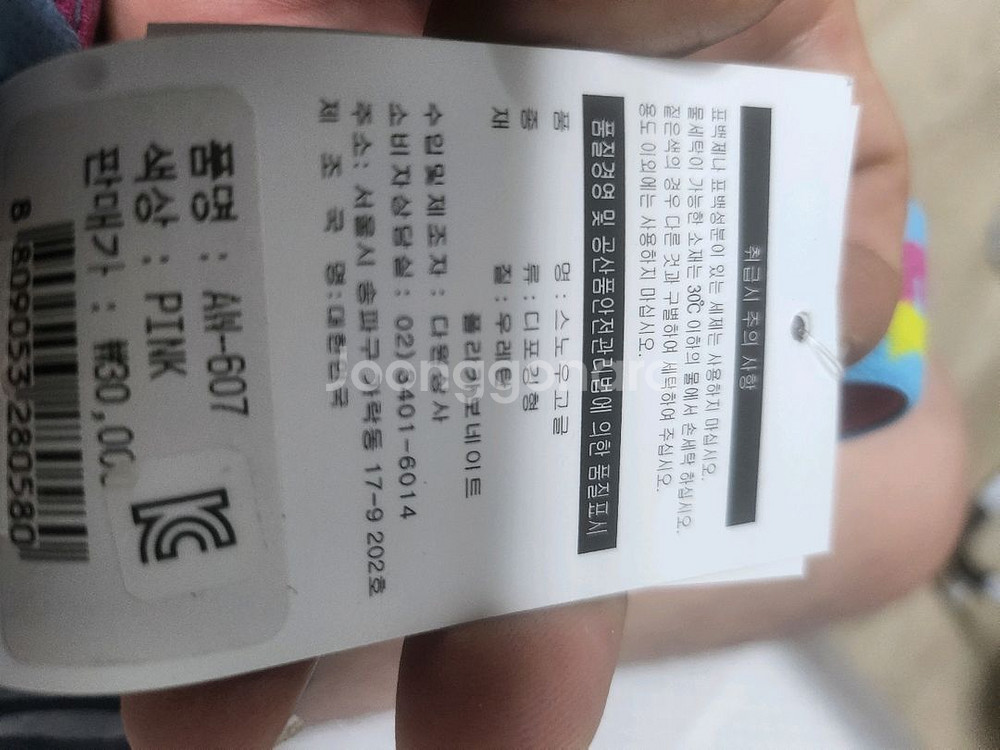 취급시 주의 사항
표백제나 표백성분이 있는 세제는 사용하지 마십시오.
물 세탁이 가능한 소재는 30℃ 이하의 물에서 손세탁 하십시오.
짙은색의 경우 다른 것과 구별하여 세탁하여 주십시오.
용도 이외에는 사용하지 마십시오.
품질경영 및 공산품안전관리법에 의한 품질표시
품 명 : 스노우고글
종 류 : 디포경형
재 질 : 우레탄
폴리카보네이트
수입및제조자 : 다몽상사
소비자상담실 : 02)3401-6014
주소 : 서울시 송파구 가락동 17-9 202호
제 조 국 명 : 대한민국
품명 : AN-607
색상 : PINK
판매가 : ₩30,00
8 809053 280580
KC
Joonggonara